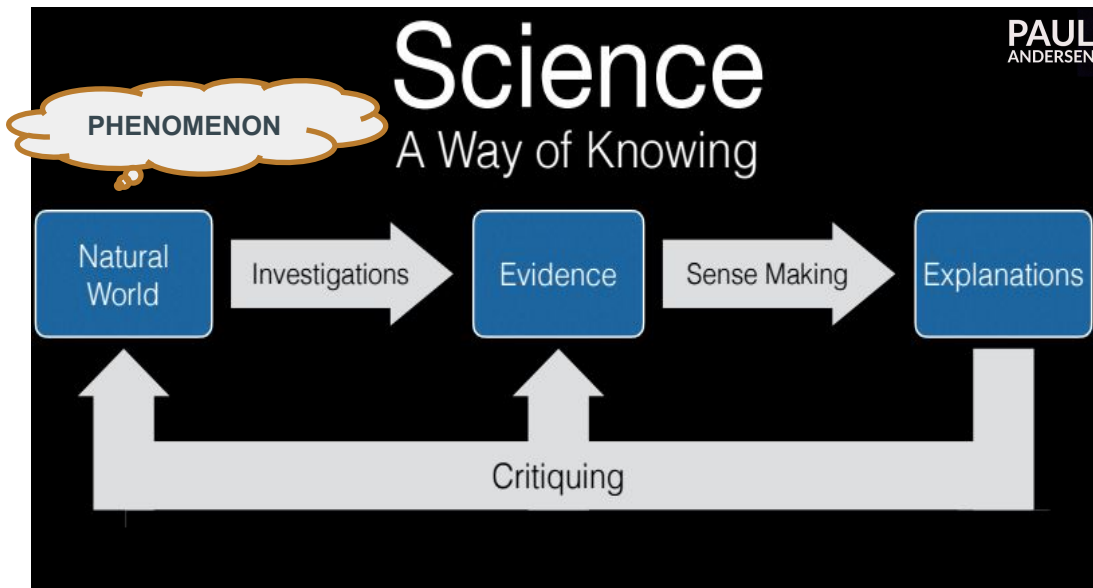 Science
A Way of Knowing
PAUL
ANDERSEN
PHENOMENON
Natural
World
Investigations
Evidence
Sense Making
Explanations
Critiquing